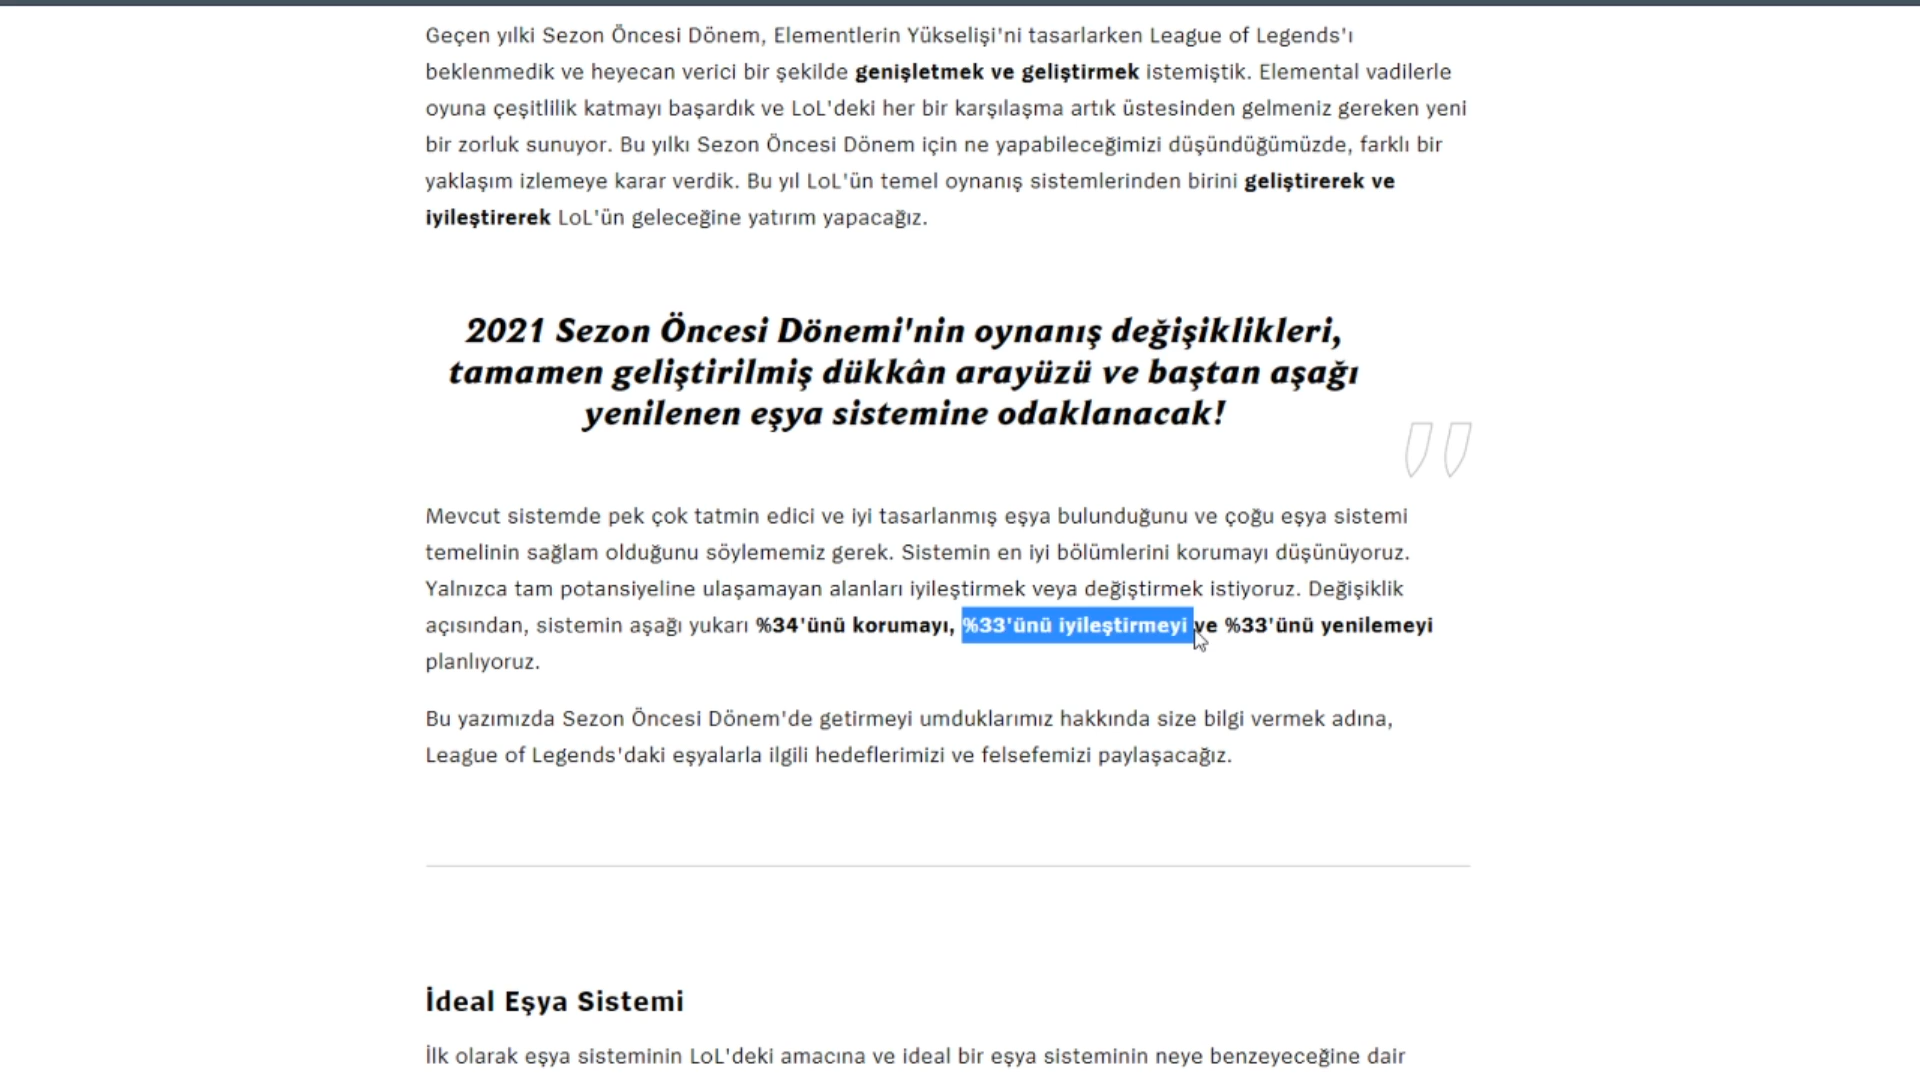 Geçen yılki Sezon Öncesi Dönem, Elementlerin Yükselişi'ni tasarlarken League of Legends'ı
beklenmedik ve heyecan verici bir şekilde genişletmek ve geliştirmek istemiştik. Elemental vadilerle
oyuna çeşitlilik katmayı başardık ve LoL'deki her bir karşılaşma artık üstesinden gelmeniz gereken yeni
bir zorluk sunuyor. Bu yılkı Sezon Öncesi Dönem için ne yapabileceğimizi düşündüğümüzde, farklı bir
yaklaşım izlemeye karar verdik. Bu yıl LoL'ün temel oynanış sistemlerinden birini geliştirerek ve
iyileştirerek LoL'ün geleceğine yatırım yapacağız.
2021 Sezon Öncesi Dönemi'nin oynanış değişiklikleri,
tamamen geliştirilmiş dükkân arayüzü ve baştan aşağı
yenilenen eşya sistemine odaklanacak!
Mevcut sistemde pek çok tatmin edici ve iyi tasarlanmış eşya bulunduğunu ve çoğu eşya sistemi
temelinin sağlam olduğunu söylememiz gerek. Sistemin en iyi bölümlerini korumayı düşünüyoruz.
Yalnızca tam potansiyeline ulaşamayan alanları iyileştirmek veya değiştirmek istiyoruz. Değişiklik
açısından, sistemin aşağı yukarı %34'ünü korumayı, %33'ünü iyileştirmeyi ve %33'ünü yenilemeyi
planlıyoruz.
Bu yazımızda Sezon Öncesi Dönem'de getirmeyi umduklarımız hakkında size bilgi vermek adına,
League of Legends'daki eşyalarla ilgili hedeflerimizi ve felsefemizi paylaşacağız.
İdeal Eşya Sistemi
İlk olarak eşya sisteminin LoL'deki amacına ve ideal bir eşya sisteminin neye benzeyeceğine dair